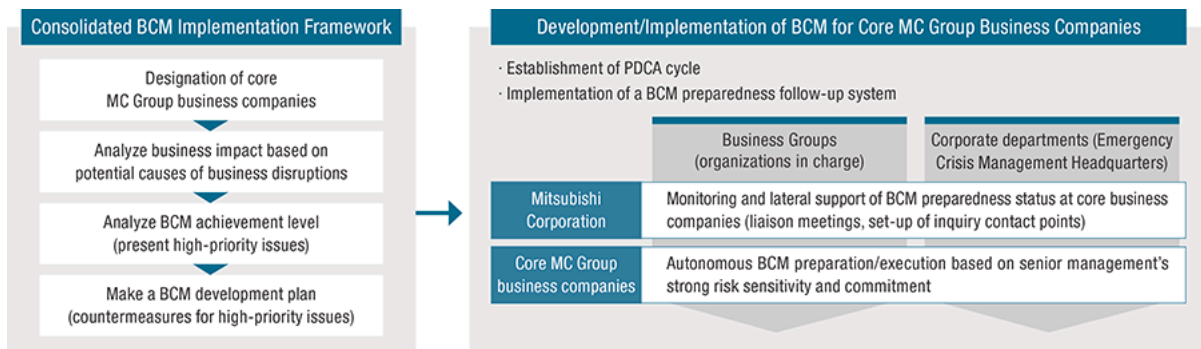 Consolidated BCM Implementation Framework
Designation of core
MC Group business companies
Analyze business impact based on
potential causes of business disruptions
Analyze BCM achievement level
(present high-priority issues)
Make a BCM development plan
(countermeasures for high-priority issues)
Development/Implementation of BCM for Core MC Group Business Companies
· Establishment of PDCA cycle
· Implementation of a BCM preparedness follow-up system
Business Groups
(organizations in charge)
Corporate departments (Emergency
Crisis Management Headquarters)
Mitsubishi
Corporation
Monitoring and lateral support of BCM preparedness status at core business
companies (liaison meetings, set-up of inquiry contact points)
Core MC Group
business companies
Autonomous BCM preparation/execution based on senior management’s
strong risk sensitivity and commitment